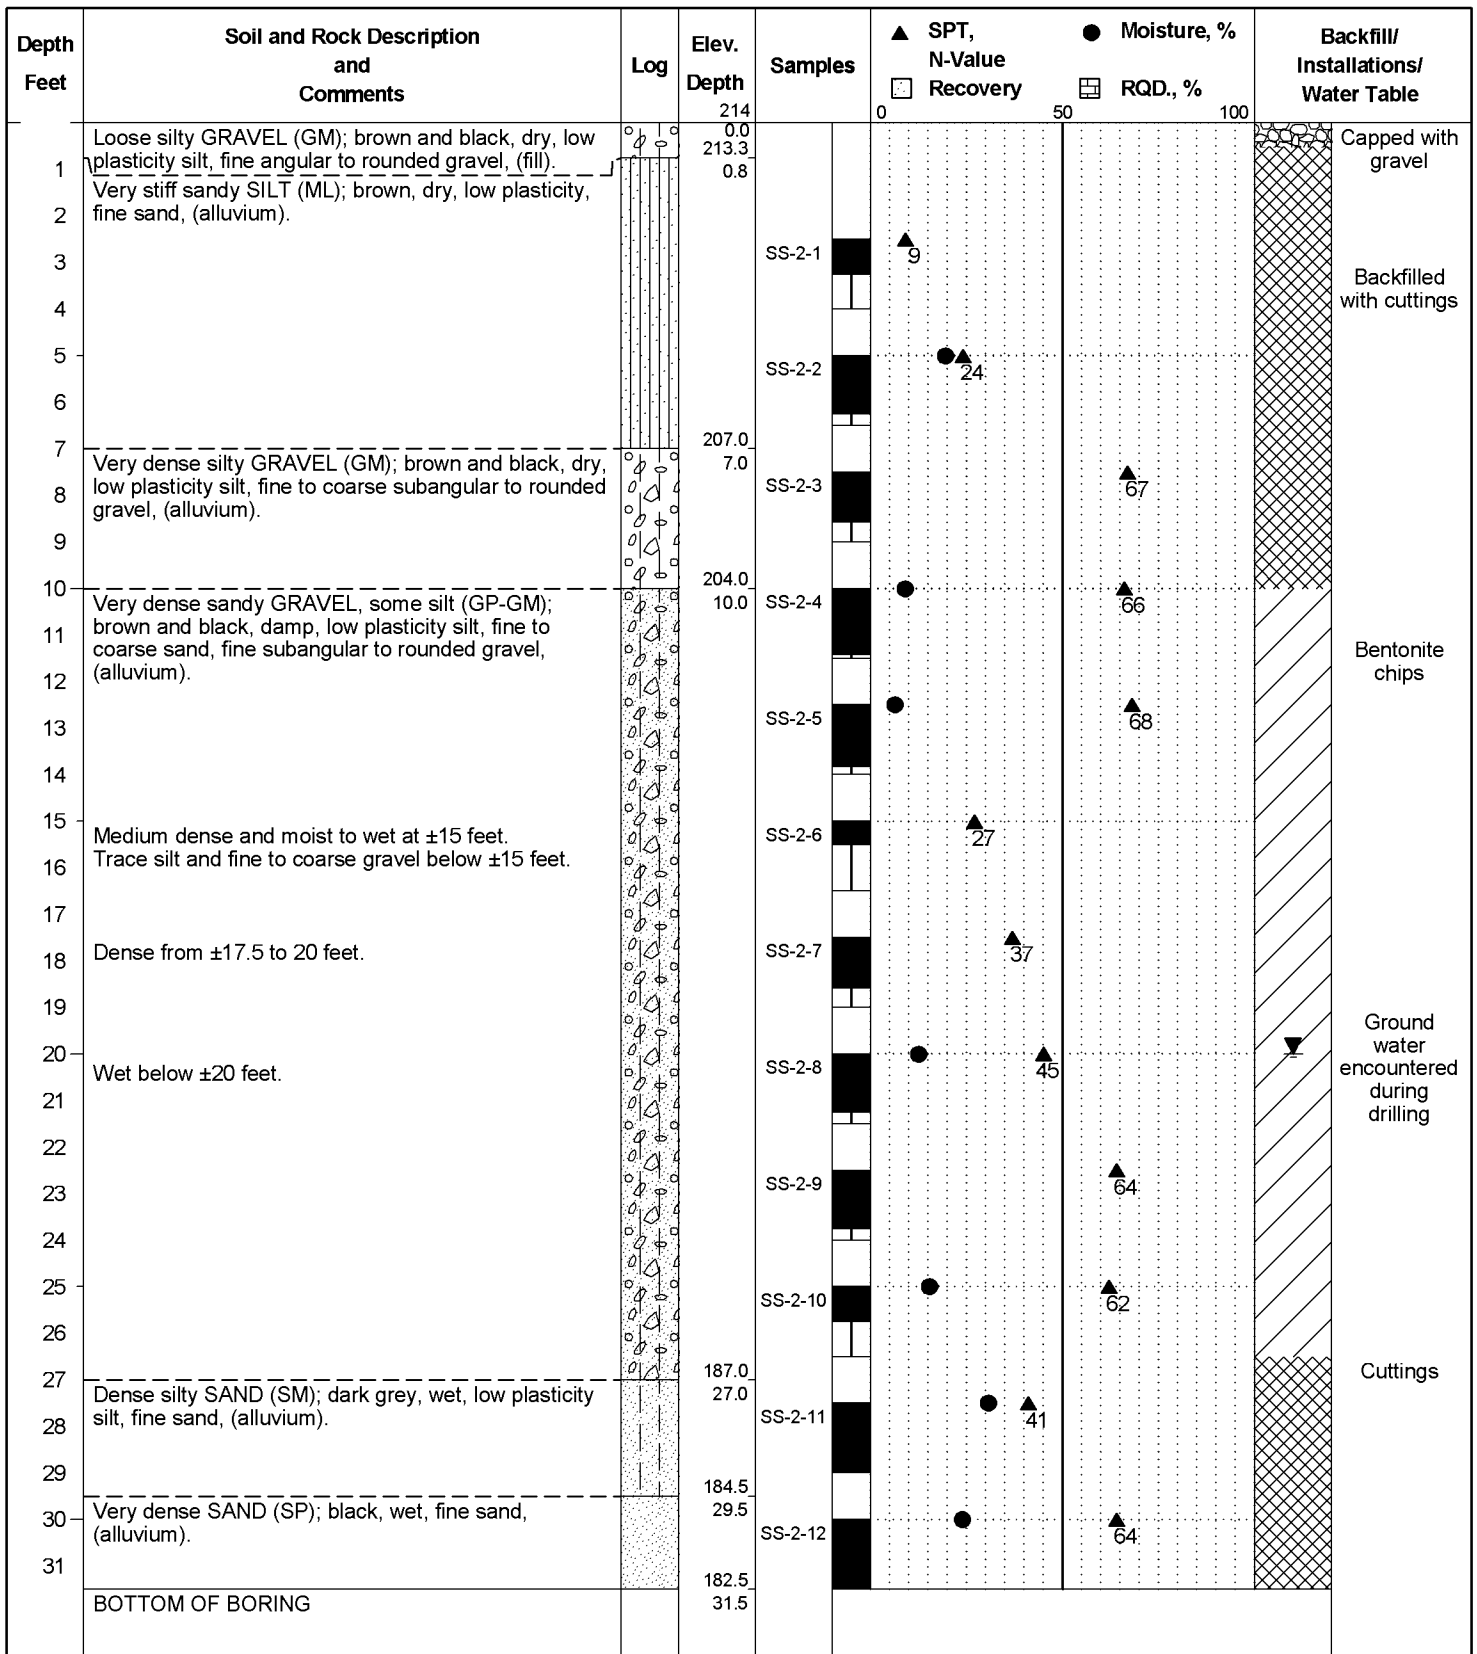 Depth
Feet
Soil and Rock Description
and
Comments
Log
Elev.
Depth
214
Samples
SPT,
N-Value
Recovery
Moisture, %
RQD., %
0 50 100
Backfill/
Installations/
Water Table
Loose silty GRAVEL (GM); brown and black, dry, low
plasticity silt, fine angular to rounded gravel, (fill).
0.0
213.3
0.8
Capped with
gravel
1
Very stiff sandy SILT (ML); brown, dry, low plasticity,
fine sand, (alluvium).
2
SS-2-1
9
3
Backfilled
with cuttings
4
5
SS-2-2
24
6
7
207.0
7.0
Very dense silty GRAVEL (GM); brown and black, dry,
low plasticity silt, fine to coarse subangular to rounded
gravel, (alluvium).
SS-2-3
67
8
9
10
204.0
10.0
Very dense sandy GRAVEL, some silt (GP-GM);
brown and black, damp, low plasticity silt, fine to
coarse sand, fine subangular to rounded gravel,
(alluvium).
SS-2-4
66
11
Bentonite
chips
12
SS-2-5
68
13
14
15
Medium dense and moist to wet at ±15 feet.
Trace silt and fine to coarse gravel below ±15 feet.
SS-2-6
27
16
17
Dense from ±17.5 to 20 feet.
SS-2-7
37
18
19
Ground
water
encountered
during
drilling
20
Wet below ±20 feet.
SS-2-8
45
21
22
SS-2-9
64
23
24
25
SS-2-10
62
26
27
187.0
27.0
Dense silty SAND (SM); dark grey, wet, low plasticity
silt, fine sand, (alluvium).
Cuttings
SS-2-11
41
28
29
184.5
29.5
Very dense SAND (SP); black, wet, fine sand,
(alluvium).
30
SS-2-12
64
31
182.5
31.5
BOTTOM OF BORING